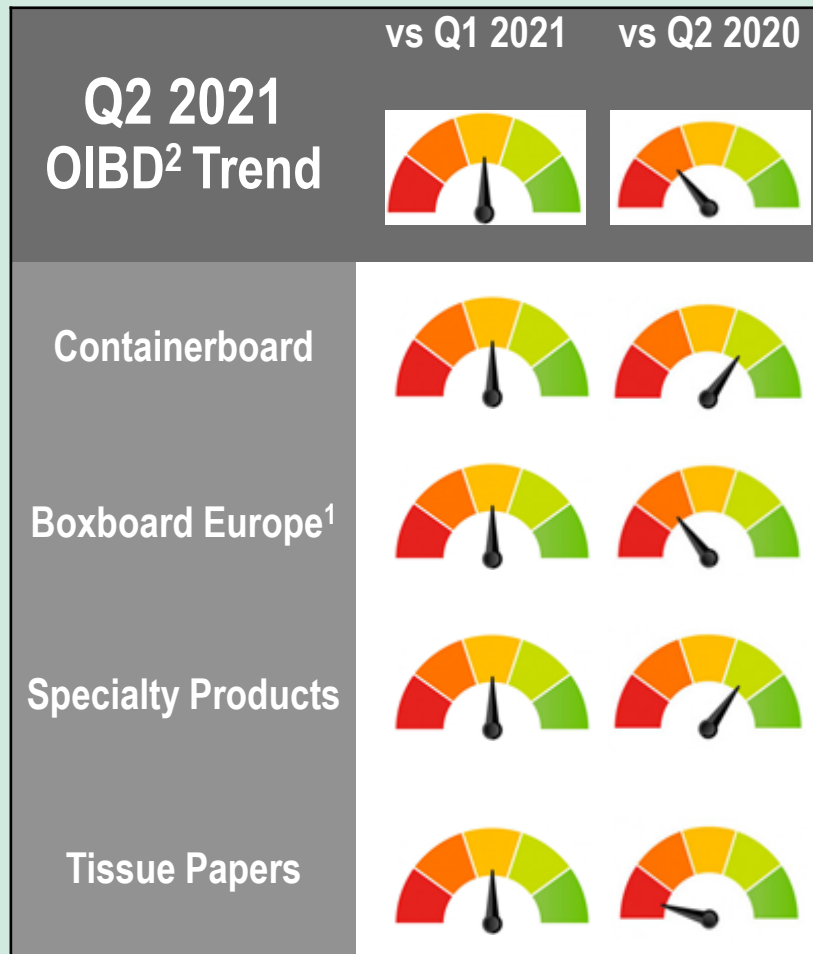 vs Q1 2021 vs Q2 2020
Q2 2021
OIBD² Trend
Containerboard
Boxboard Europe¹
Specialty Products
Tissue Papers